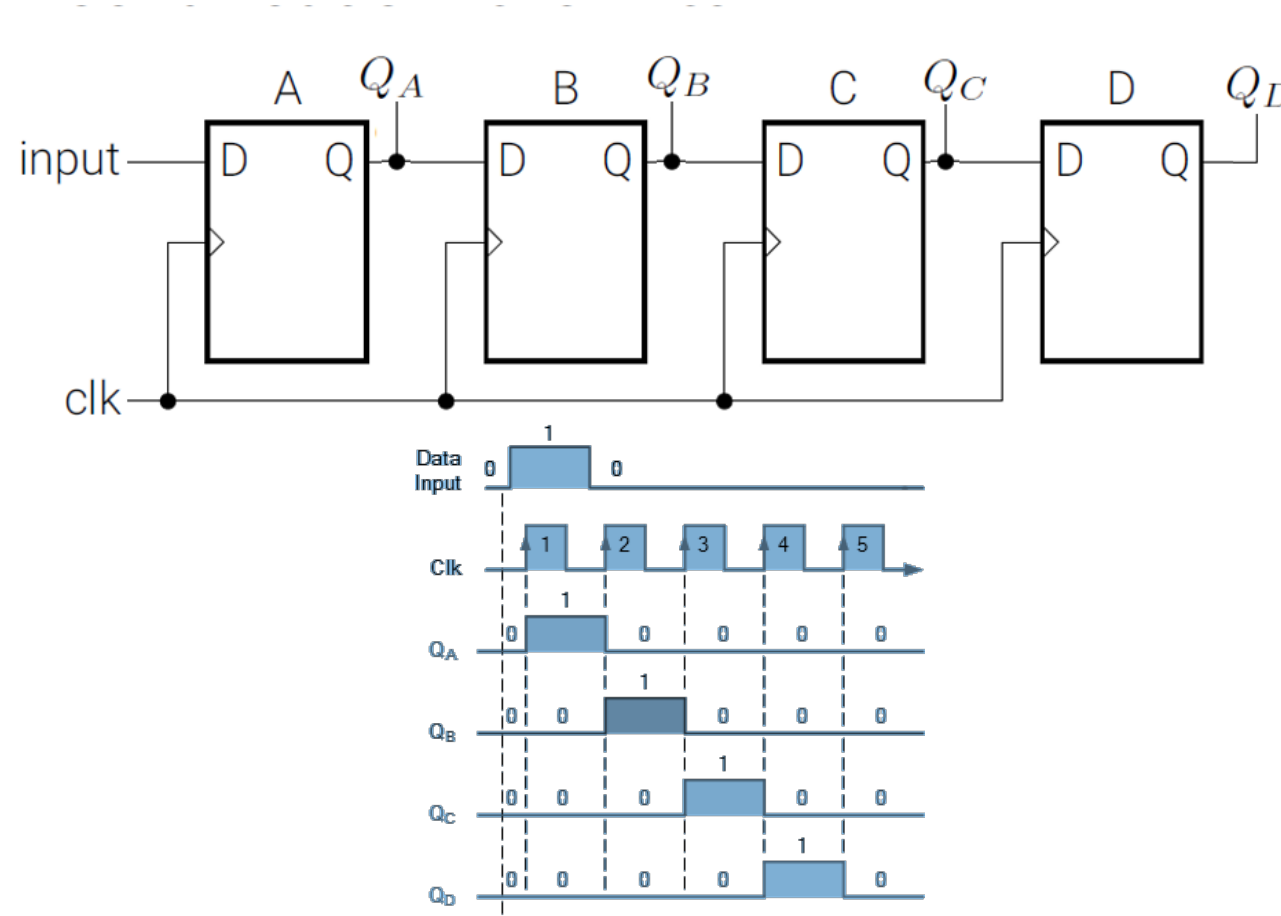 A Q_A B Q_B C Q_C D
input D Q D Q D Q D Q
clk
1
Data Input 0 0
Clk 1 2 3 4 5
1
Q_A 0 0 0 0 0
1
Q_B 0 0 0 0 0
1
Q_C 0 0 0 0 0
1
Q_D 0 0 0 0 0